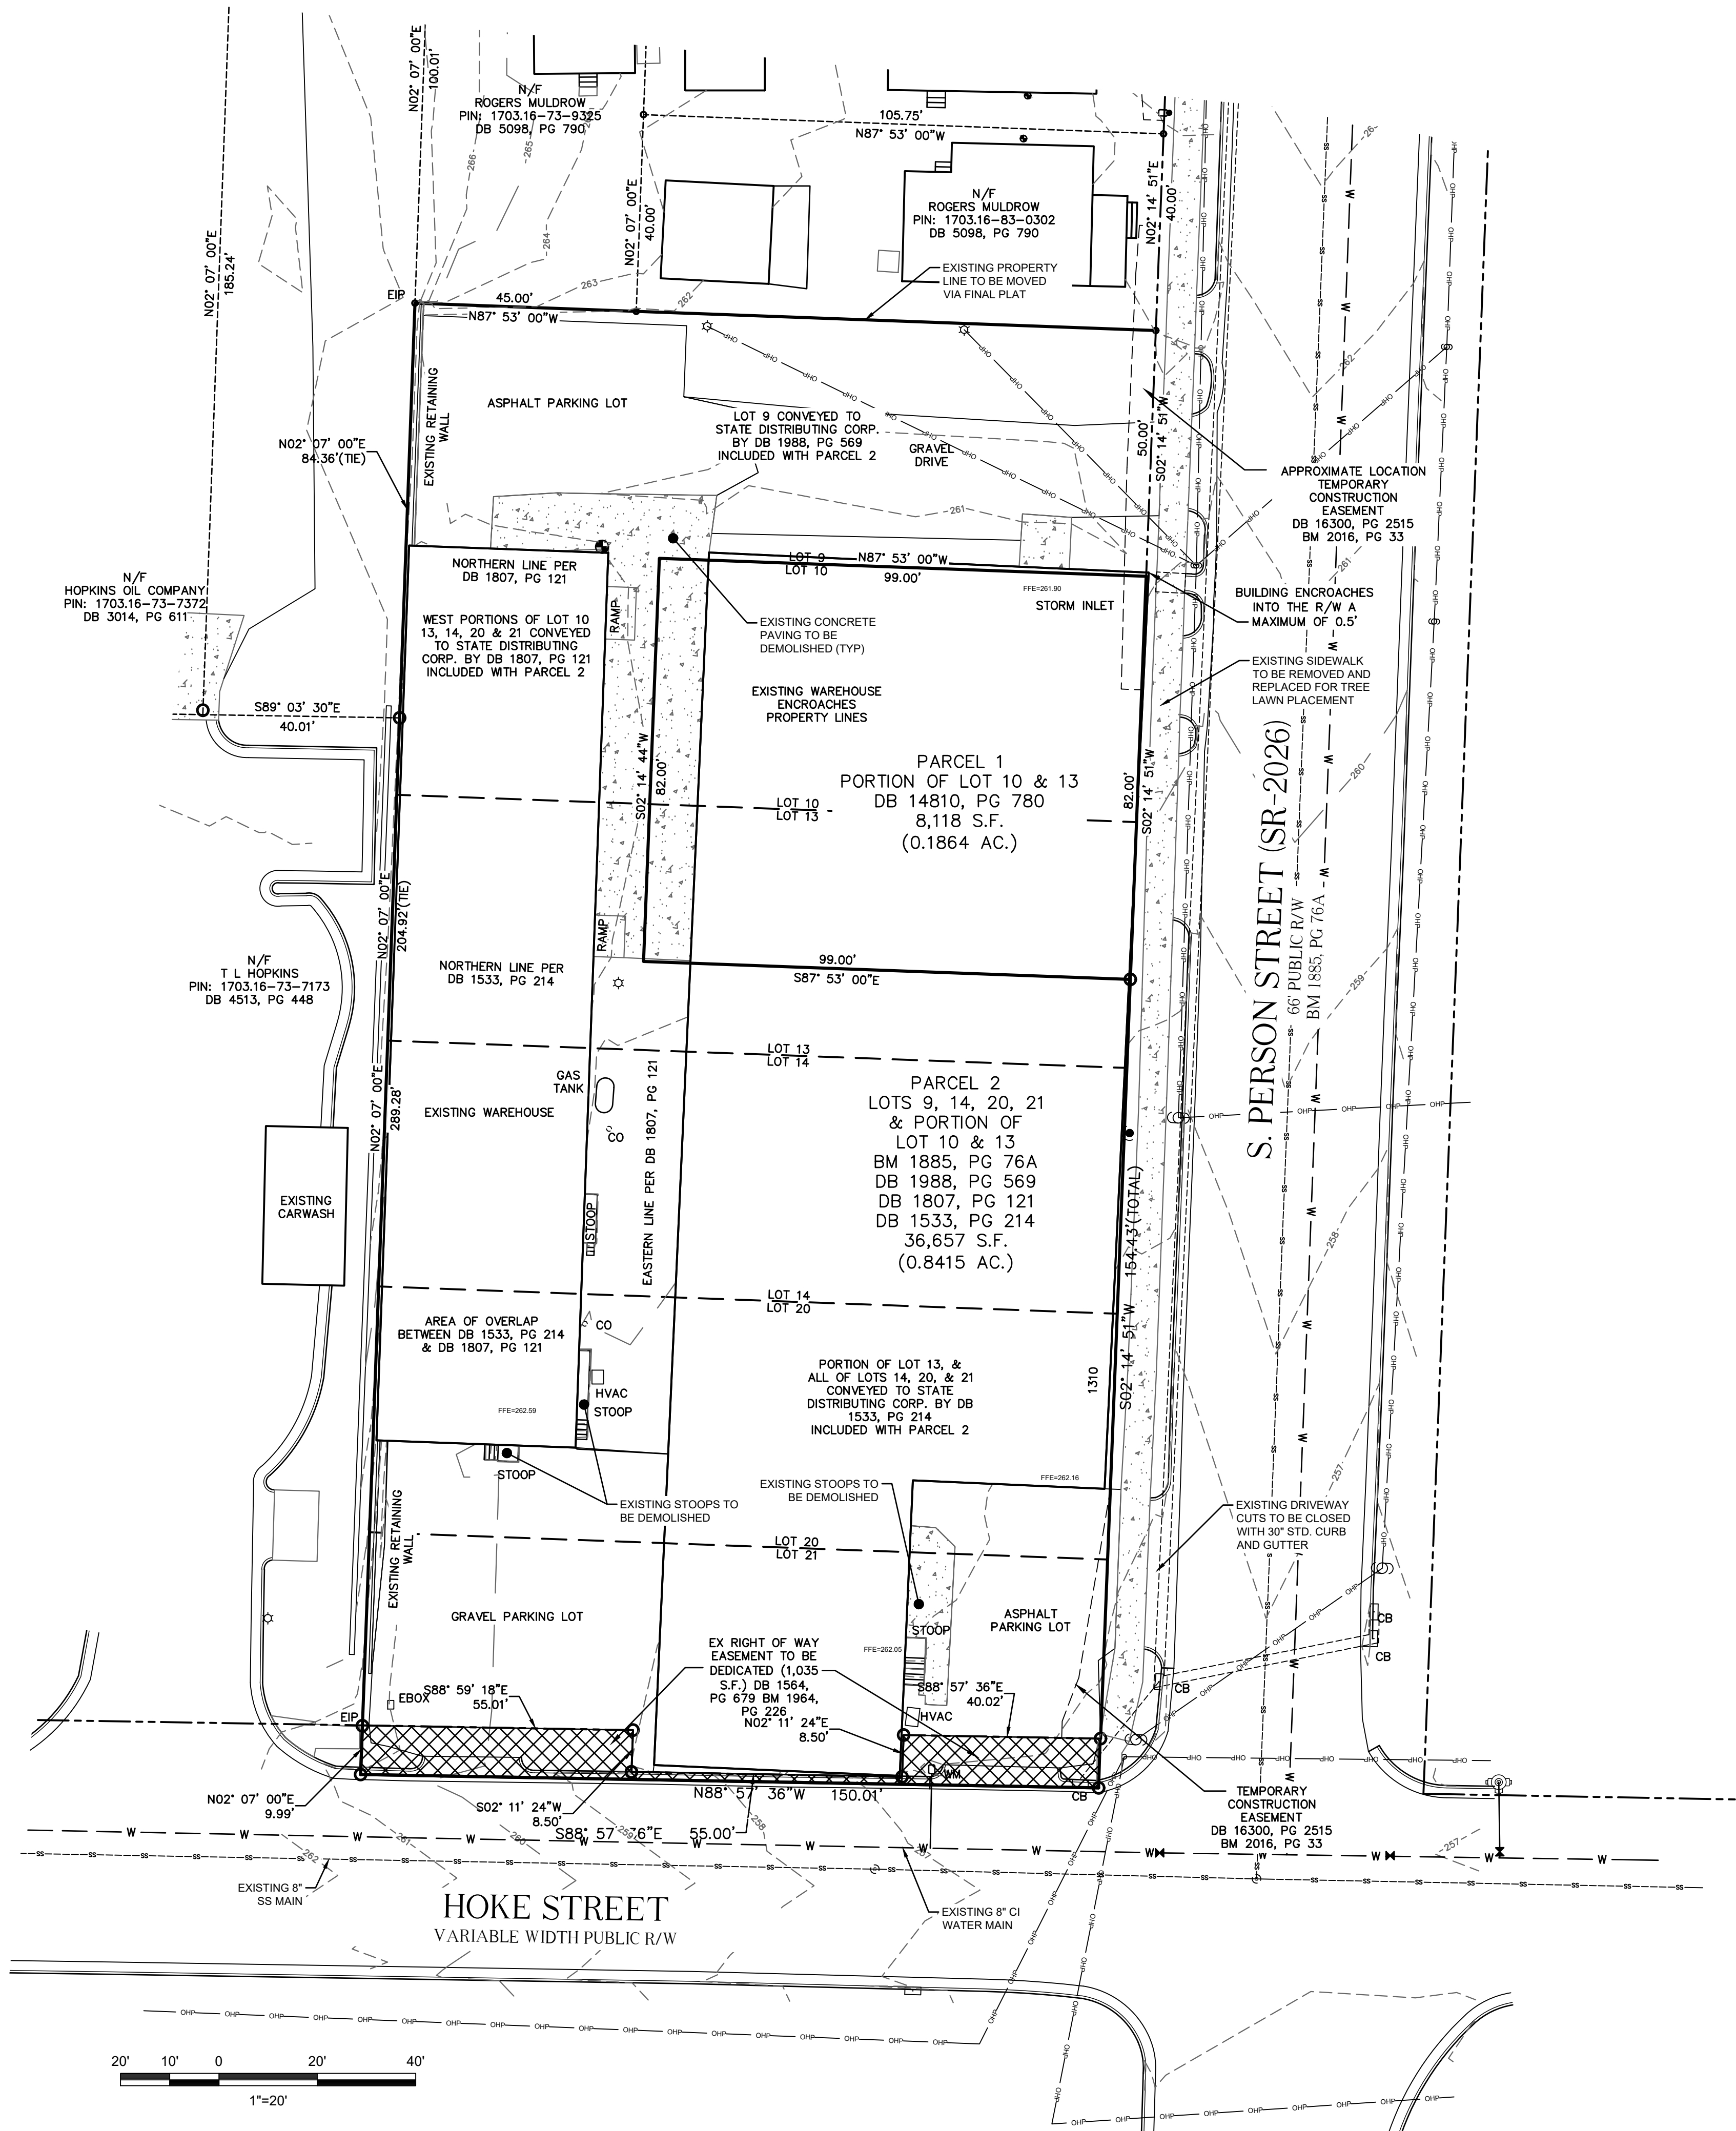 N02° 07' 00"E
100.01'
N/F
ROGERS MULDROW
PIN: 1703.16-73-9325
DB 5098, PG 790
266
265
264
263
262
105.75'
N87° 53' 00"W
N02° 07' 00"E
40.00'
N/F
ROGERS MULDROW
PIN: 1703.16-83-0302
DB 5098, PG 790
N02° 14' 51"E
40.00'
N02° 07' 00"E
185.24'
EXISTING PROPERTY
LINE TO BE MOVED
VIA FINAL PLAT
EIP
45.00'
N87° 53' 00"W
EXISTING RETAINING
WALL
ASPHALT PARKING LOT
LOT 9 CONVEYED TO
STATE DISTRIBUTING CORP.
BY DB 1988, PG 569
INCLUDED WITH PARCEL 2
GRAVEL
DRIVE
50.00'
S02° 14' 51"W
N02° 07' 00"E
84.36'(TIE)
262
261
APPROXIMATE LOCATION
TEMPORARY
CONSTRUCTION
EASEMENT
DB 16300, PG 2515
BM 2016, PG 33
261
NORTHERN LINE PER
DB 1807, PG 121
LOT 9
LOT 10
N87° 53' 00"W
99.00'
FFE=261.90
STORM INLET
BUILDING ENCROACHES
INTO THE R/W A
MAXIMUM OF 0.5'
N/F
HOPKINS OIL COMPANY
PIN: 1703.16-73-7372
DB 3014, PG 611
WEST PORTIONS OF LOT 10
13, 14, 20 & 21 CONVEYED
TO STATE DISTRIBUTING
CORP. BY DB 1807, PG 121
INCLUDED WITH PARCEL 2
RAMP
EXISTING CONCRETE
PAVING TO BE
DEMOLISHED (TYP)
EXISTING SIDEWALK
TO BE REMOVED AND
REPLACED FOR TREE
LAWN PLACEMENT
EXISTING WAREHOUSE
ENCROACHES
PROPERTY LINES
S89° 03' 30"E
40.01'
S02° 14' 44"W
82.00'
PARCEL 1
PORTION OF LOT 10 & 13
DB 14810, PG 780
8,118 S.F.
(0.1864 AC.)
82.00'
S02° 14' 51"W
260
LOT 10
LOT 13
S. PERSON STREET (SR-2026)
66' PUBLIC R/W
BM 1885, PG 76A
N02° 07' 00"E
204.92'(TIE)
RAMP
N/F
T L HOPKINS
PIN: 1703.16-73-7173
DB 4513, PG 448
NORTHERN LINE PER
DB 1533, PG 214
99.00'
S87° 53' 00"E
259
LOT 13
LOT 14
GAS
TANK
N02° 07' 00"E
289.28'
EXISTING WAREHOUSE
CO
EASTERN LINE PER DB 1807, PG 121
PARCEL 2
LOTS 9, 14, 20, 21
& PORTION OF
LOT 10 & 13
BM 1885, PG 76A
DB 1988, PG 569
DB 1807, PG 121
DB 1533, PG 214
36,657 S.F.
(0.8415 AC.)
S02° 14' 51"W
154.43'(TOTAL)
258
EXISTING
CARWASH
STOOP
LOT 14
LOT 20
AREA OF OVERLAP
BETWEEN DB 1533, PG 214
& DB 1807, PG 121
CO
HVAC
STOOP
FFE=262.59
PORTION OF LOT 13, &
ALL OF LOTS 14, 20, & 21
CONVEYED TO STATE
DISTRIBUTING CORP. BY DB
1533, PG 214
INCLUDED WITH PARCEL 2
1310
FFE=262.16
257
STOOP
EXISTING STOOPS TO
BE DEMOLISHED
EXISTING STOOPS TO
BE DEMOLISHED
EXISTING DRIVEWAY
CUTS TO BE CLOSED
WITH 30" STD. CURB
AND GUTTER
EXISTING RETAINING
WALL
LOT 20
LOT 21
GRAVEL PARKING LOT
ASPHALT
PARKING LOT
STOOP
FFE=262.05
CB
CB
CB
EX RIGHT OF WAY
EASEMENT TO BE
DEDICATED (1,035
S.F.) DB 1564,
PG 679 BM 1964,
PG 226
EBOX
S88° 59' 18"E
55.01'
S88° 57' 36"E
40.02'
HVAC
EIP
N02° 11' 24"E
8.50'
WM
N02° 07' 00"E
9.99'
S02° 11' 24"W
8.50'
N88° 57' 36"W 150.01'
S88° 57' 36"E 55.00'
CB
TEMPORARY
CONSTRUCTION
EASEMENT
DB 16300, PG 2515
BM 2016, PG 33
262
261
260
259
258
257
257
EXISTING 8"
SS MAIN
EXISTING 8" CI
WATER MAIN
HOKE STREET
VARIABLE WIDTH PUBLIC R/W
20' 10' 0 20' 40'
1"=20'